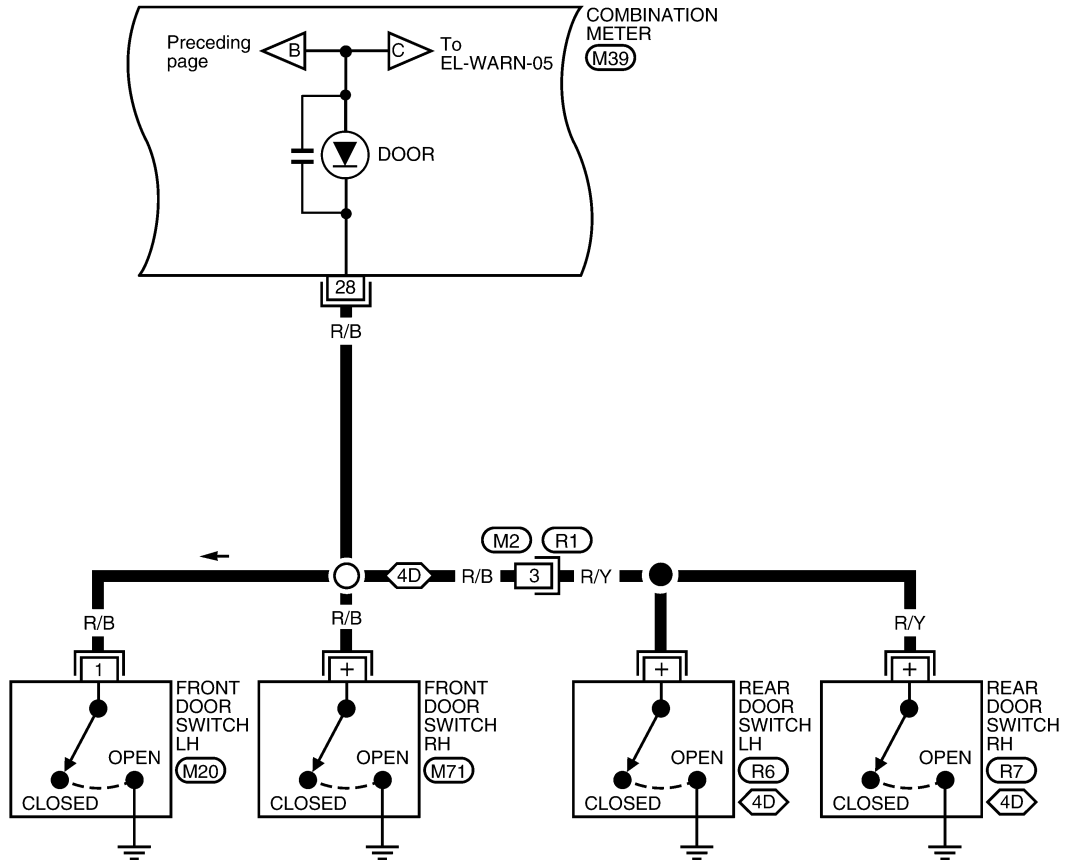 COMBINATION
METER
M39
Preceding
page
B
C
To
EL-WARN-05
DOOR
28
R/B
M2
R1
4D
R/B
3
R/Y
R/B
R/B
R/Y
1
+
+
+
FRONT
DOOR
SWITCH
LH
M20
OPEN
CLOSED
FRONT
DOOR
SWITCH
RH
M71
OPEN
CLOSED
REAR
DOOR
SWITCH
LH
R6
4D
OPEN
CLOSED
REAR
DOOR
SWITCH
RH
R7
4D
OPEN
CLOSED